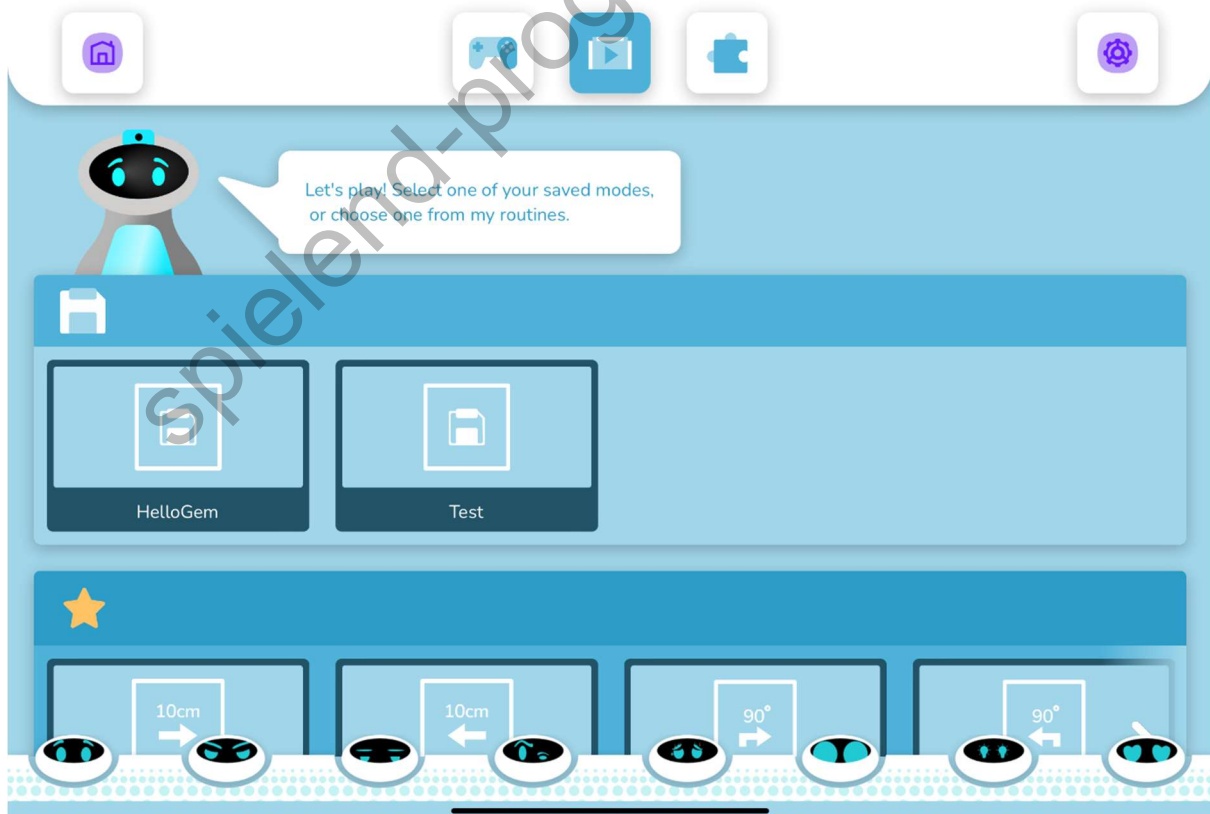 Let's play! Select one of your saved modes,
or choose one from my routines.
HelloGem
Test
10cm
10cm
90°
90°
spielend-prog